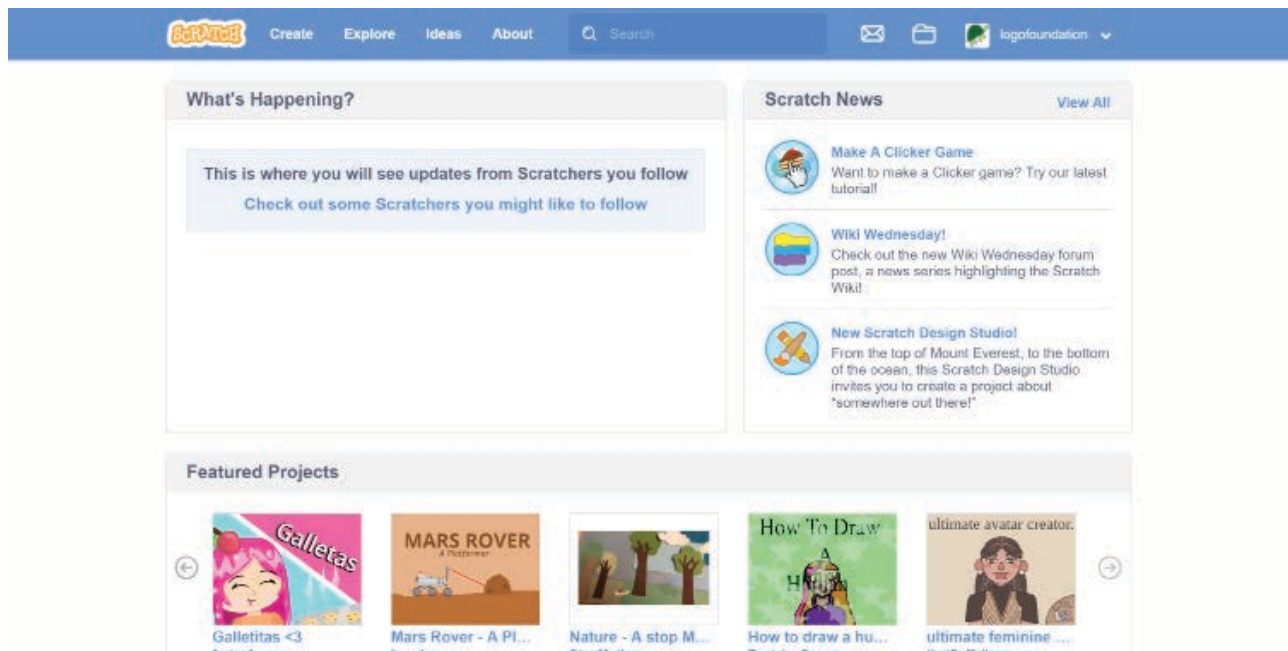 SCRATCH Create Explore Ideas About Search logofoundation
What's Happening?
This is where you will see updates from Scratchers you follow
Check out some Scratchers you might like to follow
Scratch News View All
Make A Clicker Game
Want to make a Clicker game? Try our latest
tutorial!
Wiki Wednesday!
Check out the new Wiki Wednesday forum
post, a news series highlighting the Scratch
Wiki!
New Scratch Design Studio!
From the top of Mount Everest, to the bottom
of the ocean, this Scratch Design Studio
invites you to create a project about
"somewhere out there!"
Featured Projects
Galletas
MARS ROVER
A Platformer
How To Draw
A
Human
ultimate avatar creator.
Galletitas <3 Mars Rover - A Pl... Nature - A stop M... How to draw a hu... ultimate feminine ...